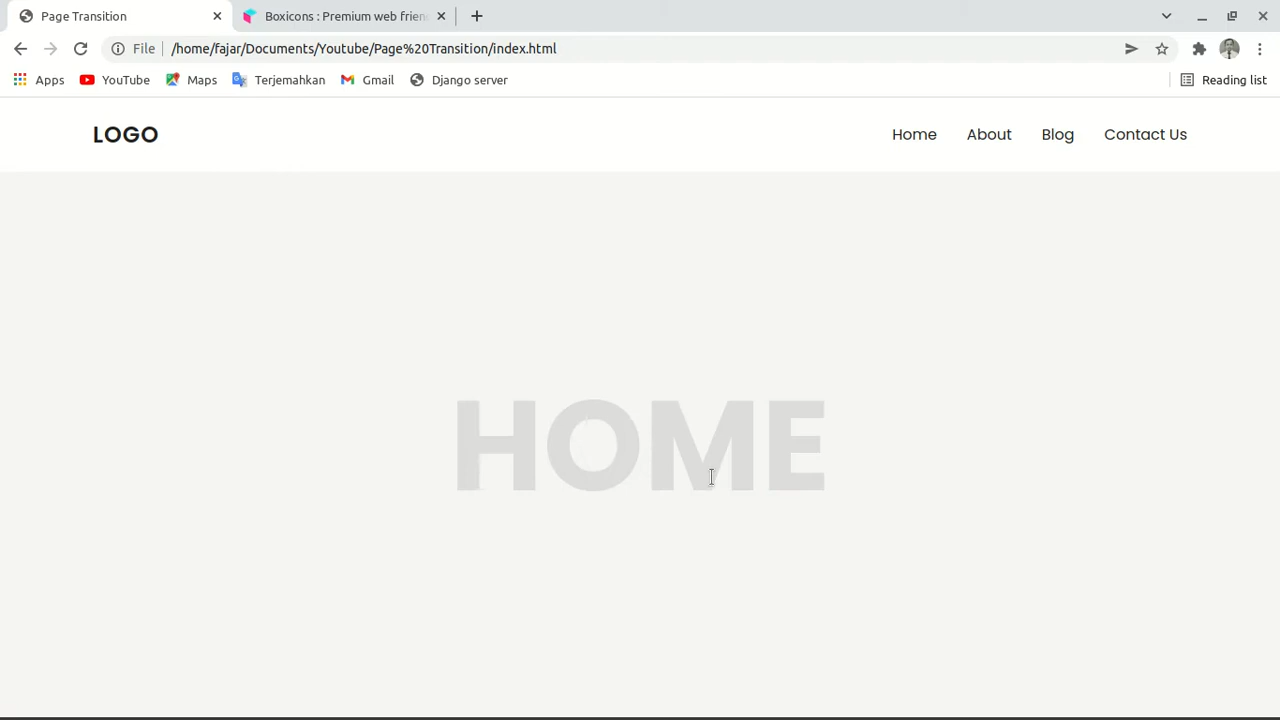 Page Transition
Boxicons : Premium web frien
File /home/fajar/Documents/Youtube/Page%20Transition/index.html
Apps YouTube Maps Terjemahkan Gmail Django server Reading list
LOGO Home About Blog Contact Us
HOME